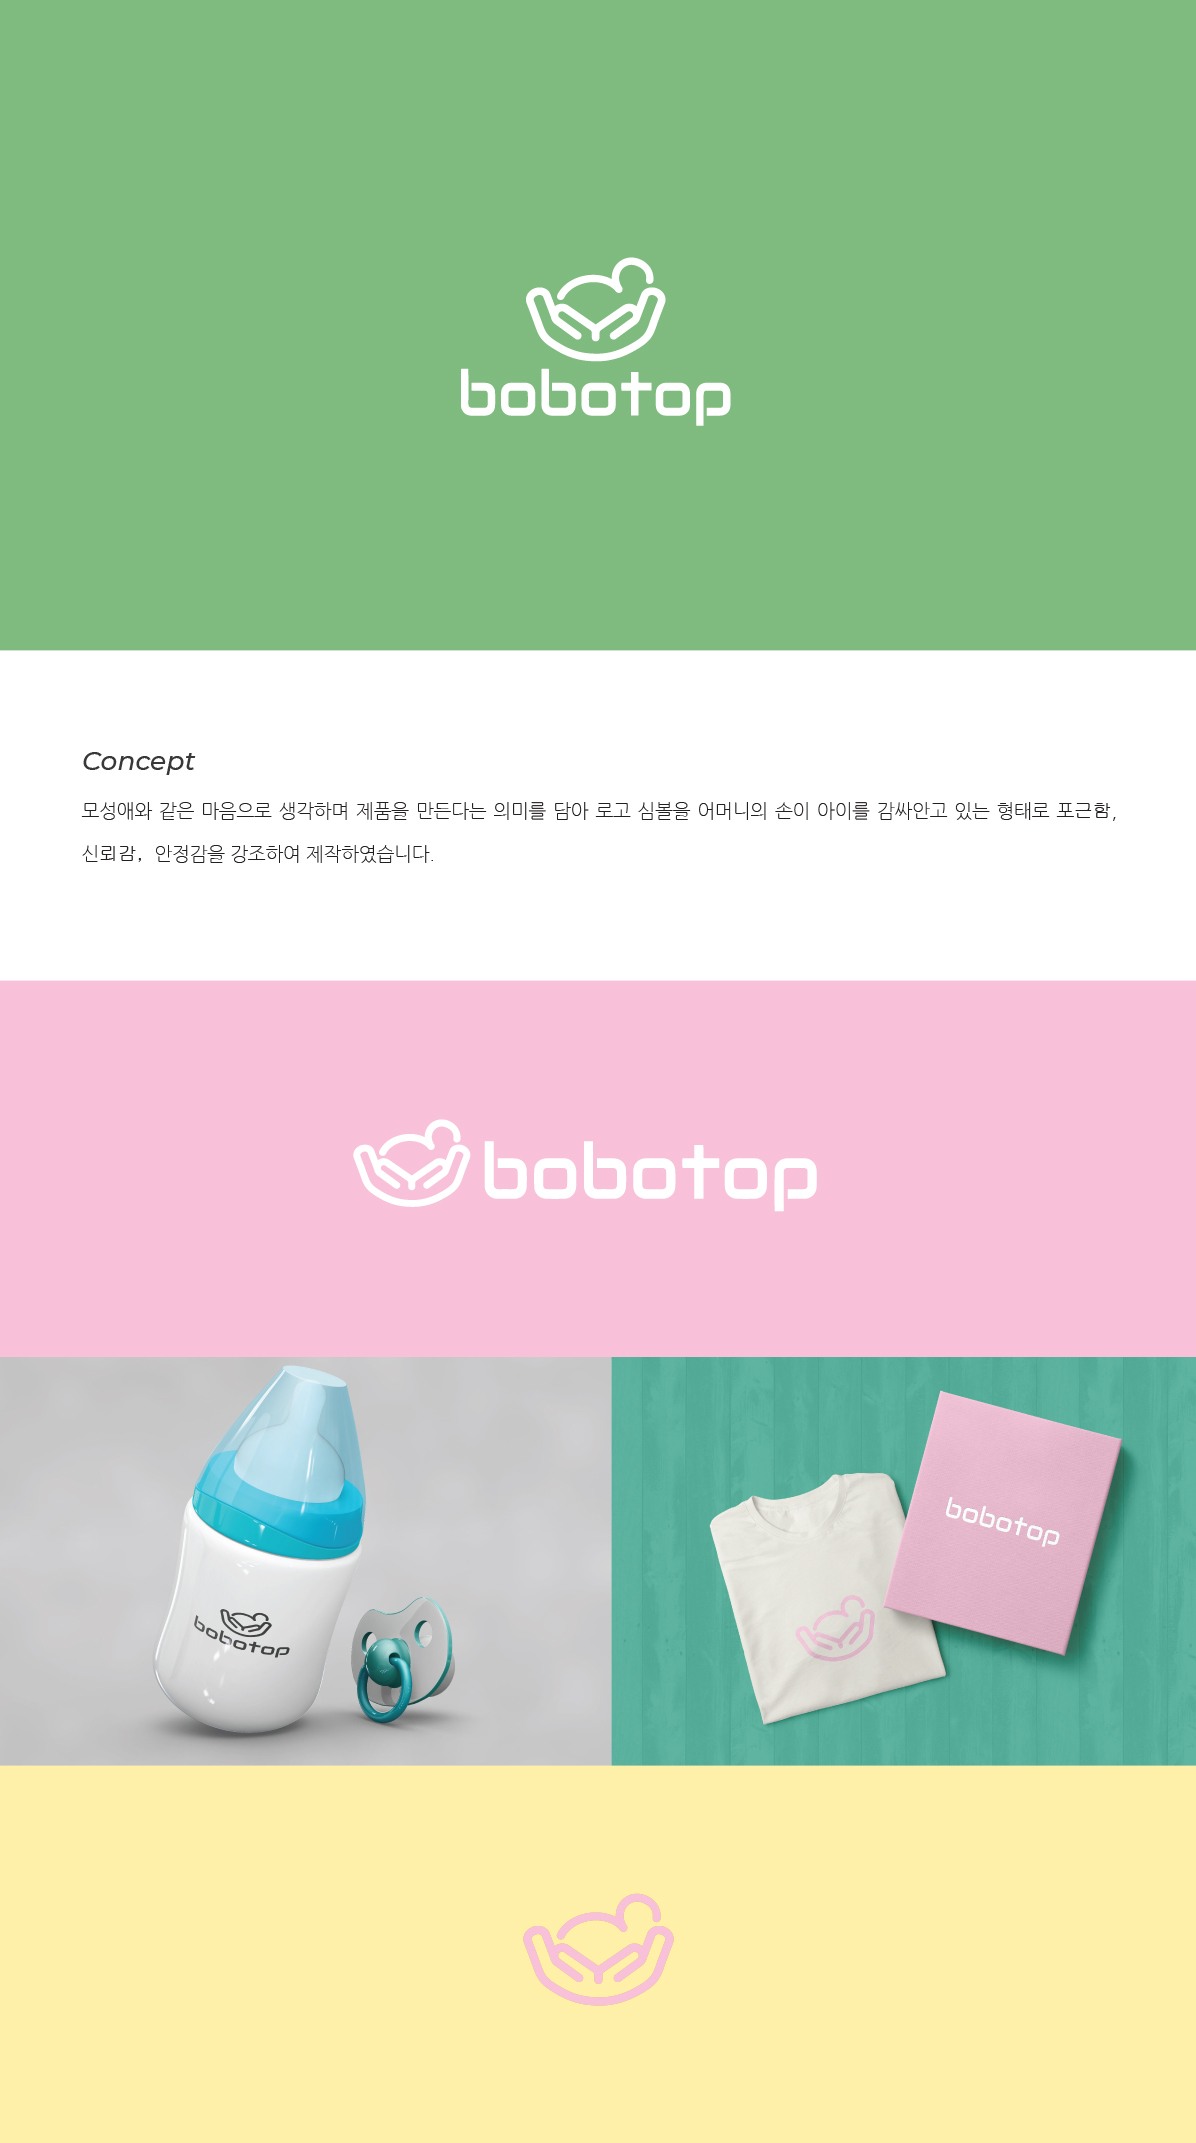 bobotop
Concept
모성애와 같은 마음으로 생각하며 제품을 만든다는 의미를 담아 로고 심볼을 어머니의 손이 아이를 감싸안고 있는 형태로 포근함,
신뢰감, 안정감을 강조하여 제작하였습니다.
bobotop
bobotop
bobotop